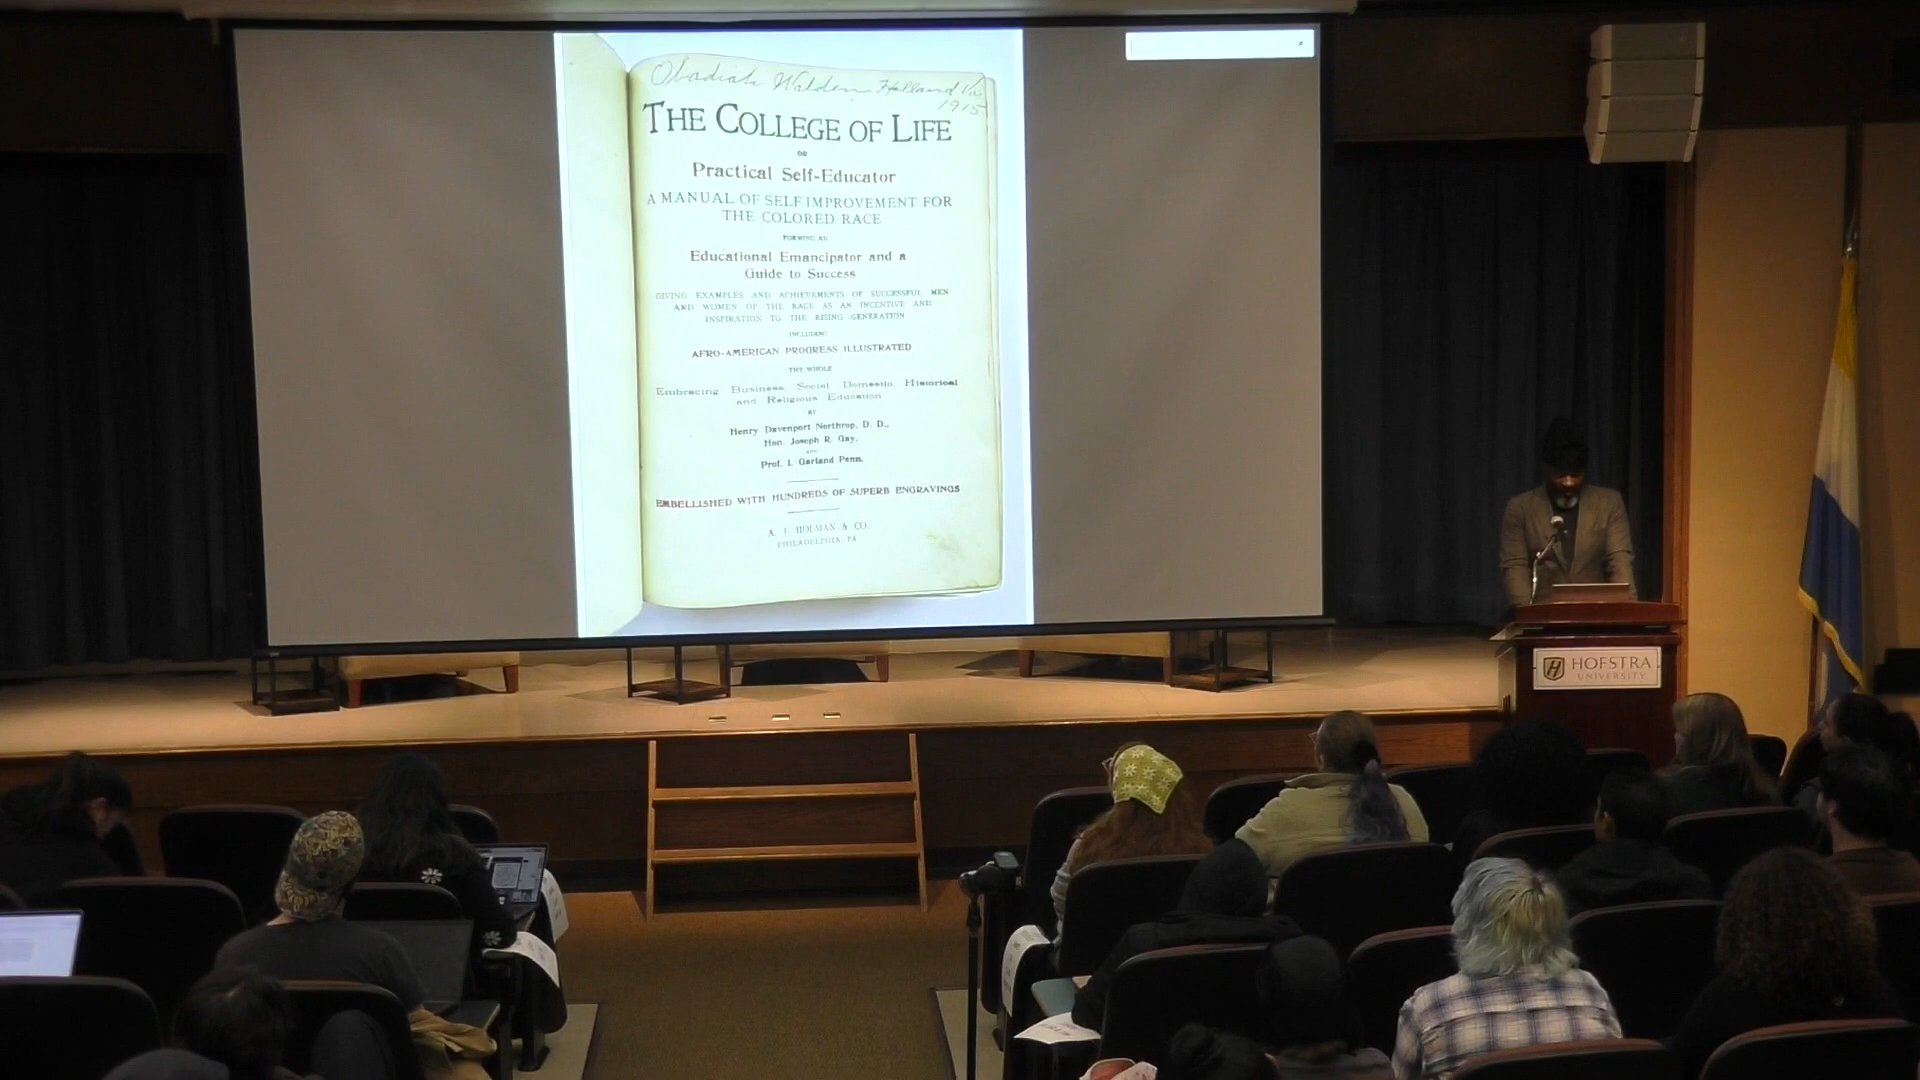 Obadiah Walden Holland Va
1915
THE COLLEGE OF LIFE
OR
Practical Self-Educator
A MANUAL OF SELF-IMPROVEMENT FOR
THE COLORED RACE
FORMING AN
Educational Emancipator and a
Guide to Success
GIVING EXAMPLES AND ACHIEVEMENTS OF SUCCESSFUL MEN
AND WOMEN OF THE RACE AS AN INCENTIVE AND
INSPIRATION TO THE RISING GENERATION
INCLUDING
AFRO-AMERICAN PROGRESS ILLUSTRATED
THE WHOLE
Embracing Business, Social, Domestic, Historical
and Religious Education
BY
Henry Davenport Northrop, D. D.,
Hon. Joseph R. Gay,
AND
Prof. I. Garland Penn.
EMBELLISHED WITH HUNDREDS OF SUPERB ENGRAVINGS
A. J. HOLMAN & CO
PHILADELPHIA, PA
H HOFSTRA
UNIVERSITY